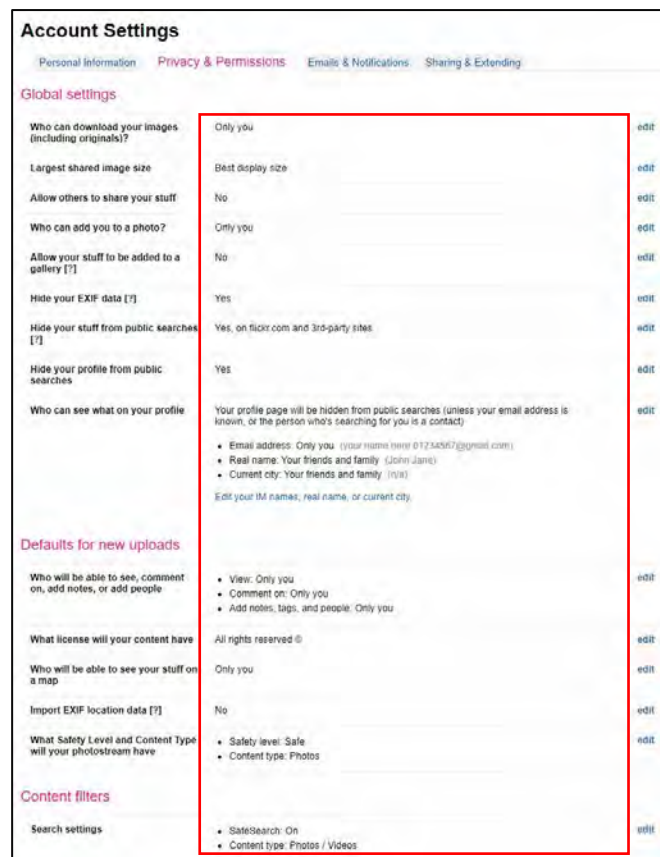 Account Settings
Personal Information Privacy & Permissions Emails & Notifications Sharing & Extending
Global settings
Who can download your images (including originals)? Only you edit
Largest shared image size Best display size edit
Allow others to share your stuff No edit
Who can add you to a photo? Only you edit
Allow your stuff to be added to a gallery [?] No edit
Hide your EXIF data [?] Yes edit
Hide your stuff from public searches [?] Yes, on flickr.com and 3rd-party sites edit
Hide your profile from public searches Yes edit
Who can see what on your profile Your profile page will be hidden from public searches (unless your email address is edit
known, or the person who's searching for you is a contact)
• Email address: Only you (your.name.here.01234567@gmail.com)
• Real name: Your friends and family (John Jane)
• Current city: Your friends and family (n/a)
Edit your IM names, real name, or current city.
Defaults for new uploads
Who will be able to see, comment on, add notes, or add people • View: Only you edit
• Comment on: Only you
• Add notes, tags, and people: Only you
What license will your content have All rights reserved © edit
Who will be able to see your stuff on a map Only you edit
Import EXIF location data [?] No edit
What Safety Level and Content Type will your photostream have • Safety level: Safe edit
• Content type: Photos
Content filters
Search settings • SafeSearch: On edit
• Content type: Photos / Videos